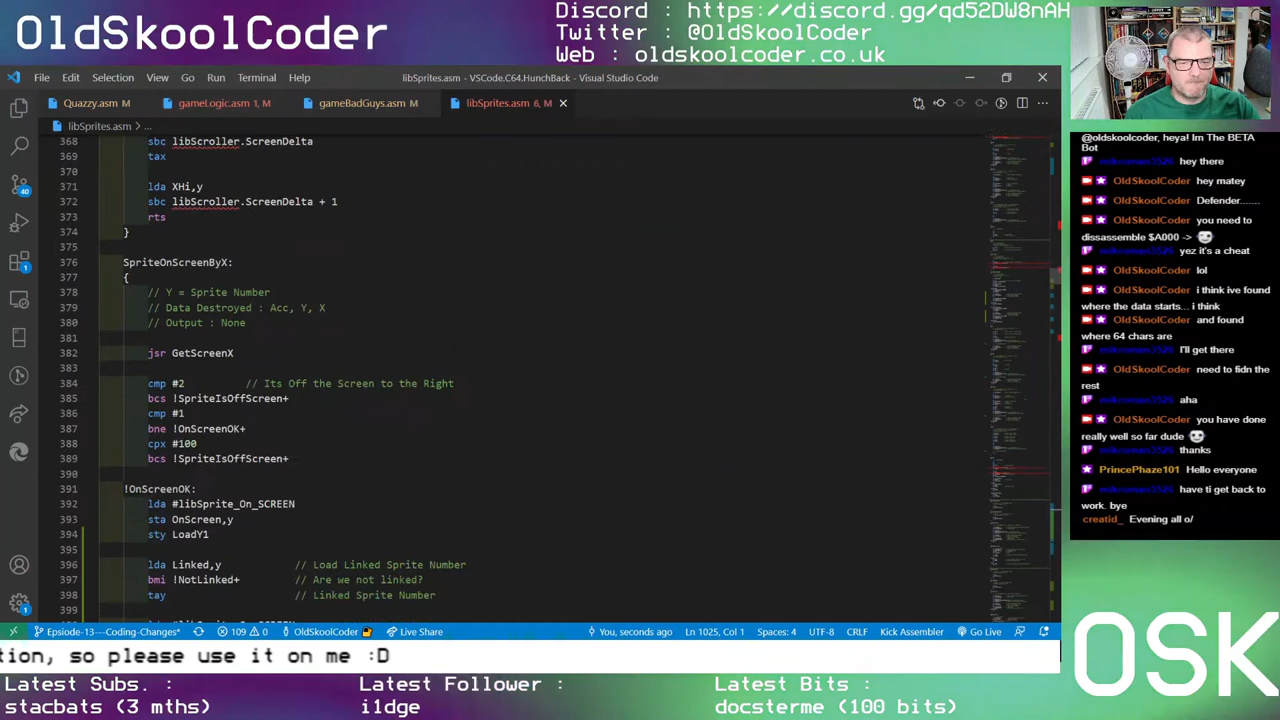 OldSkoolCoder
Discord : https://discord.gg/qd52DW8nAH
Twitter : @OldSkoolCoder
Web : oldskoolcoder.co.uk
File Edit Selection View Go Run Terminal Help
libSprites.asm - VSCode.C64.HunchBack - Visual Studio Code
Quazzy.asm M
gameLogic.asm 1, M
gameBadGuys.asm M
libSprites.asm 6, M
libSprites.asm > ...
368 sbc libScroller.ScreenDelta
369 tax
370
371 lda XHi,y
372 + 1
373 rts
374 }
375
376 SpriteOnScreenByX:
377
378 // Y = Sprite Number
379 // Data Destroyed : Acc, , X
380 // Output : None
381
382 jsr GetScreenX
383
384 cmp #2 // Its Off the Screen to the Right
385 bcs !SpriteIsOffScreen+
386 cmp #1
387 bne !OnScreenOK+
388 cpx #100
389 bcs !SpriteIsOffScreen+
390
391 !OnScreenOK:
392 lda #libSprite_On_SCREEN
393 sta OnScreen,y
394
395
396 lda Linked,y // Load Linked Sprite Number
397 bmi !NotLinked+ // Are we not linked?
398 tay // Linked Sprite Number
399
40
1
1
Epsiode-13---Coding-Changes*
109 0
OldSkoolCoder
Live Share
You, seconds ago
Ln 1025, Col 1
Spaces: 4
UTF-8
CRLF
Kick Assembler
Go Live
tion, so please use it on me :D
Latest Subs. :
stacbats (3 mths)
Latest Follower :
i1dge
Latest Bits :
docsterme (100 bits)
@oldskoolcoder, heya! Im The BETA
Bot
hey there
OldSkoolCoder hey matey
OldSkoolCoder Defender......
OldSkoolCoder you need to
dissassemble $A000 ->
yez it's a cheat
OldSkoolCoder lol
OldSkoolCoder i think ive found
where the data starts... i think
OldSkoolCoder and found
where 64 chars are
I'll get there
OldSkoolCoder need to fidn the
rest
aha
OldSkoolCoder you have done
really well so far dude
thanks
PrincePhaze101 Hello everyone
have ti get back to
work. bye
creatid_ Evening all o/
OSK